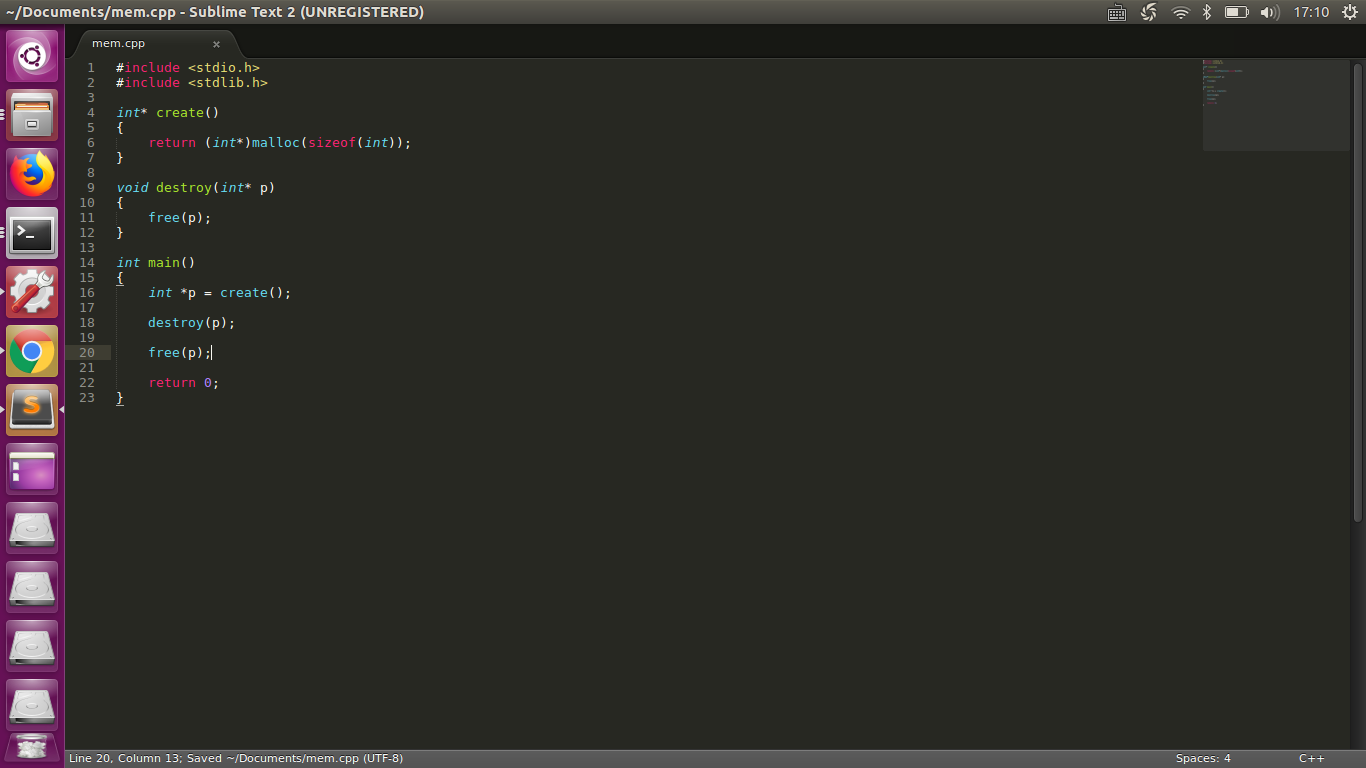 ~/Documents/mem.cpp - Sublime Text 2 (UNREGISTERED) 17:10
mem.cpp ×
1 #include <stdio.h>
2 #include <stdlib.h>
3
4 int* create()
5 {
6     return (int*)malloc(sizeof(int));
7 }
8
9 void destroy(int* p)
10 {
11     free(p);
12 }
13
14 int main()
15 {
16     int *p = create();
17
18     destroy(p);
19
20     free(p);
21
22     return 0;
23 }
Line 20, Column 13; Saved ~/Documents/mem.cpp (UTF-8) Spaces: 4 C++